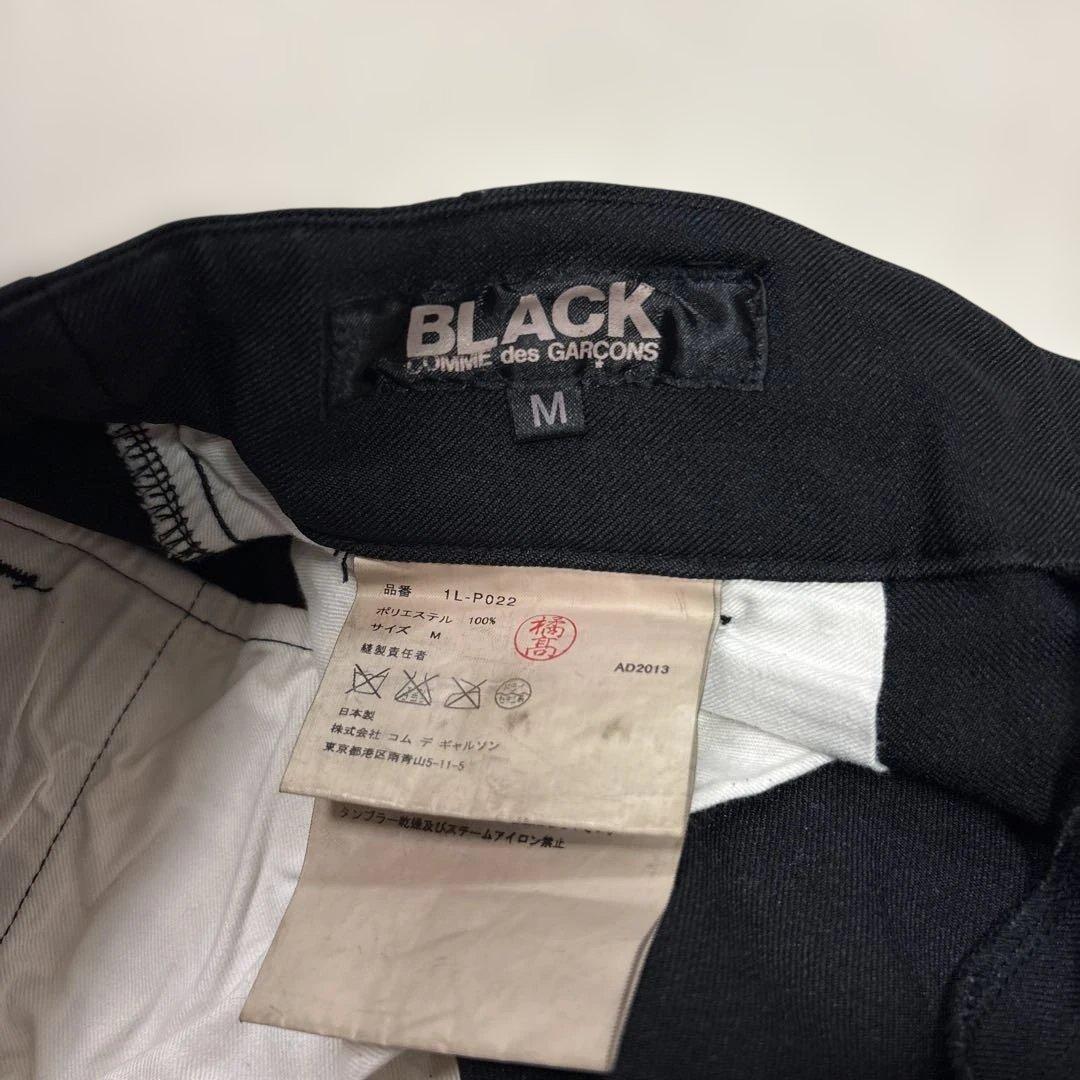 BLACK
COMME des GARÇONS
M
品番 1L-P022
ポリエステル 100%
サイズ M
橘高
縫製責任者
AD2013
日本製
株式会社 コム デ ギャルソン
東京都港区南青山5-11-5
タンブラー乾燥及びスチームアイロン禁止